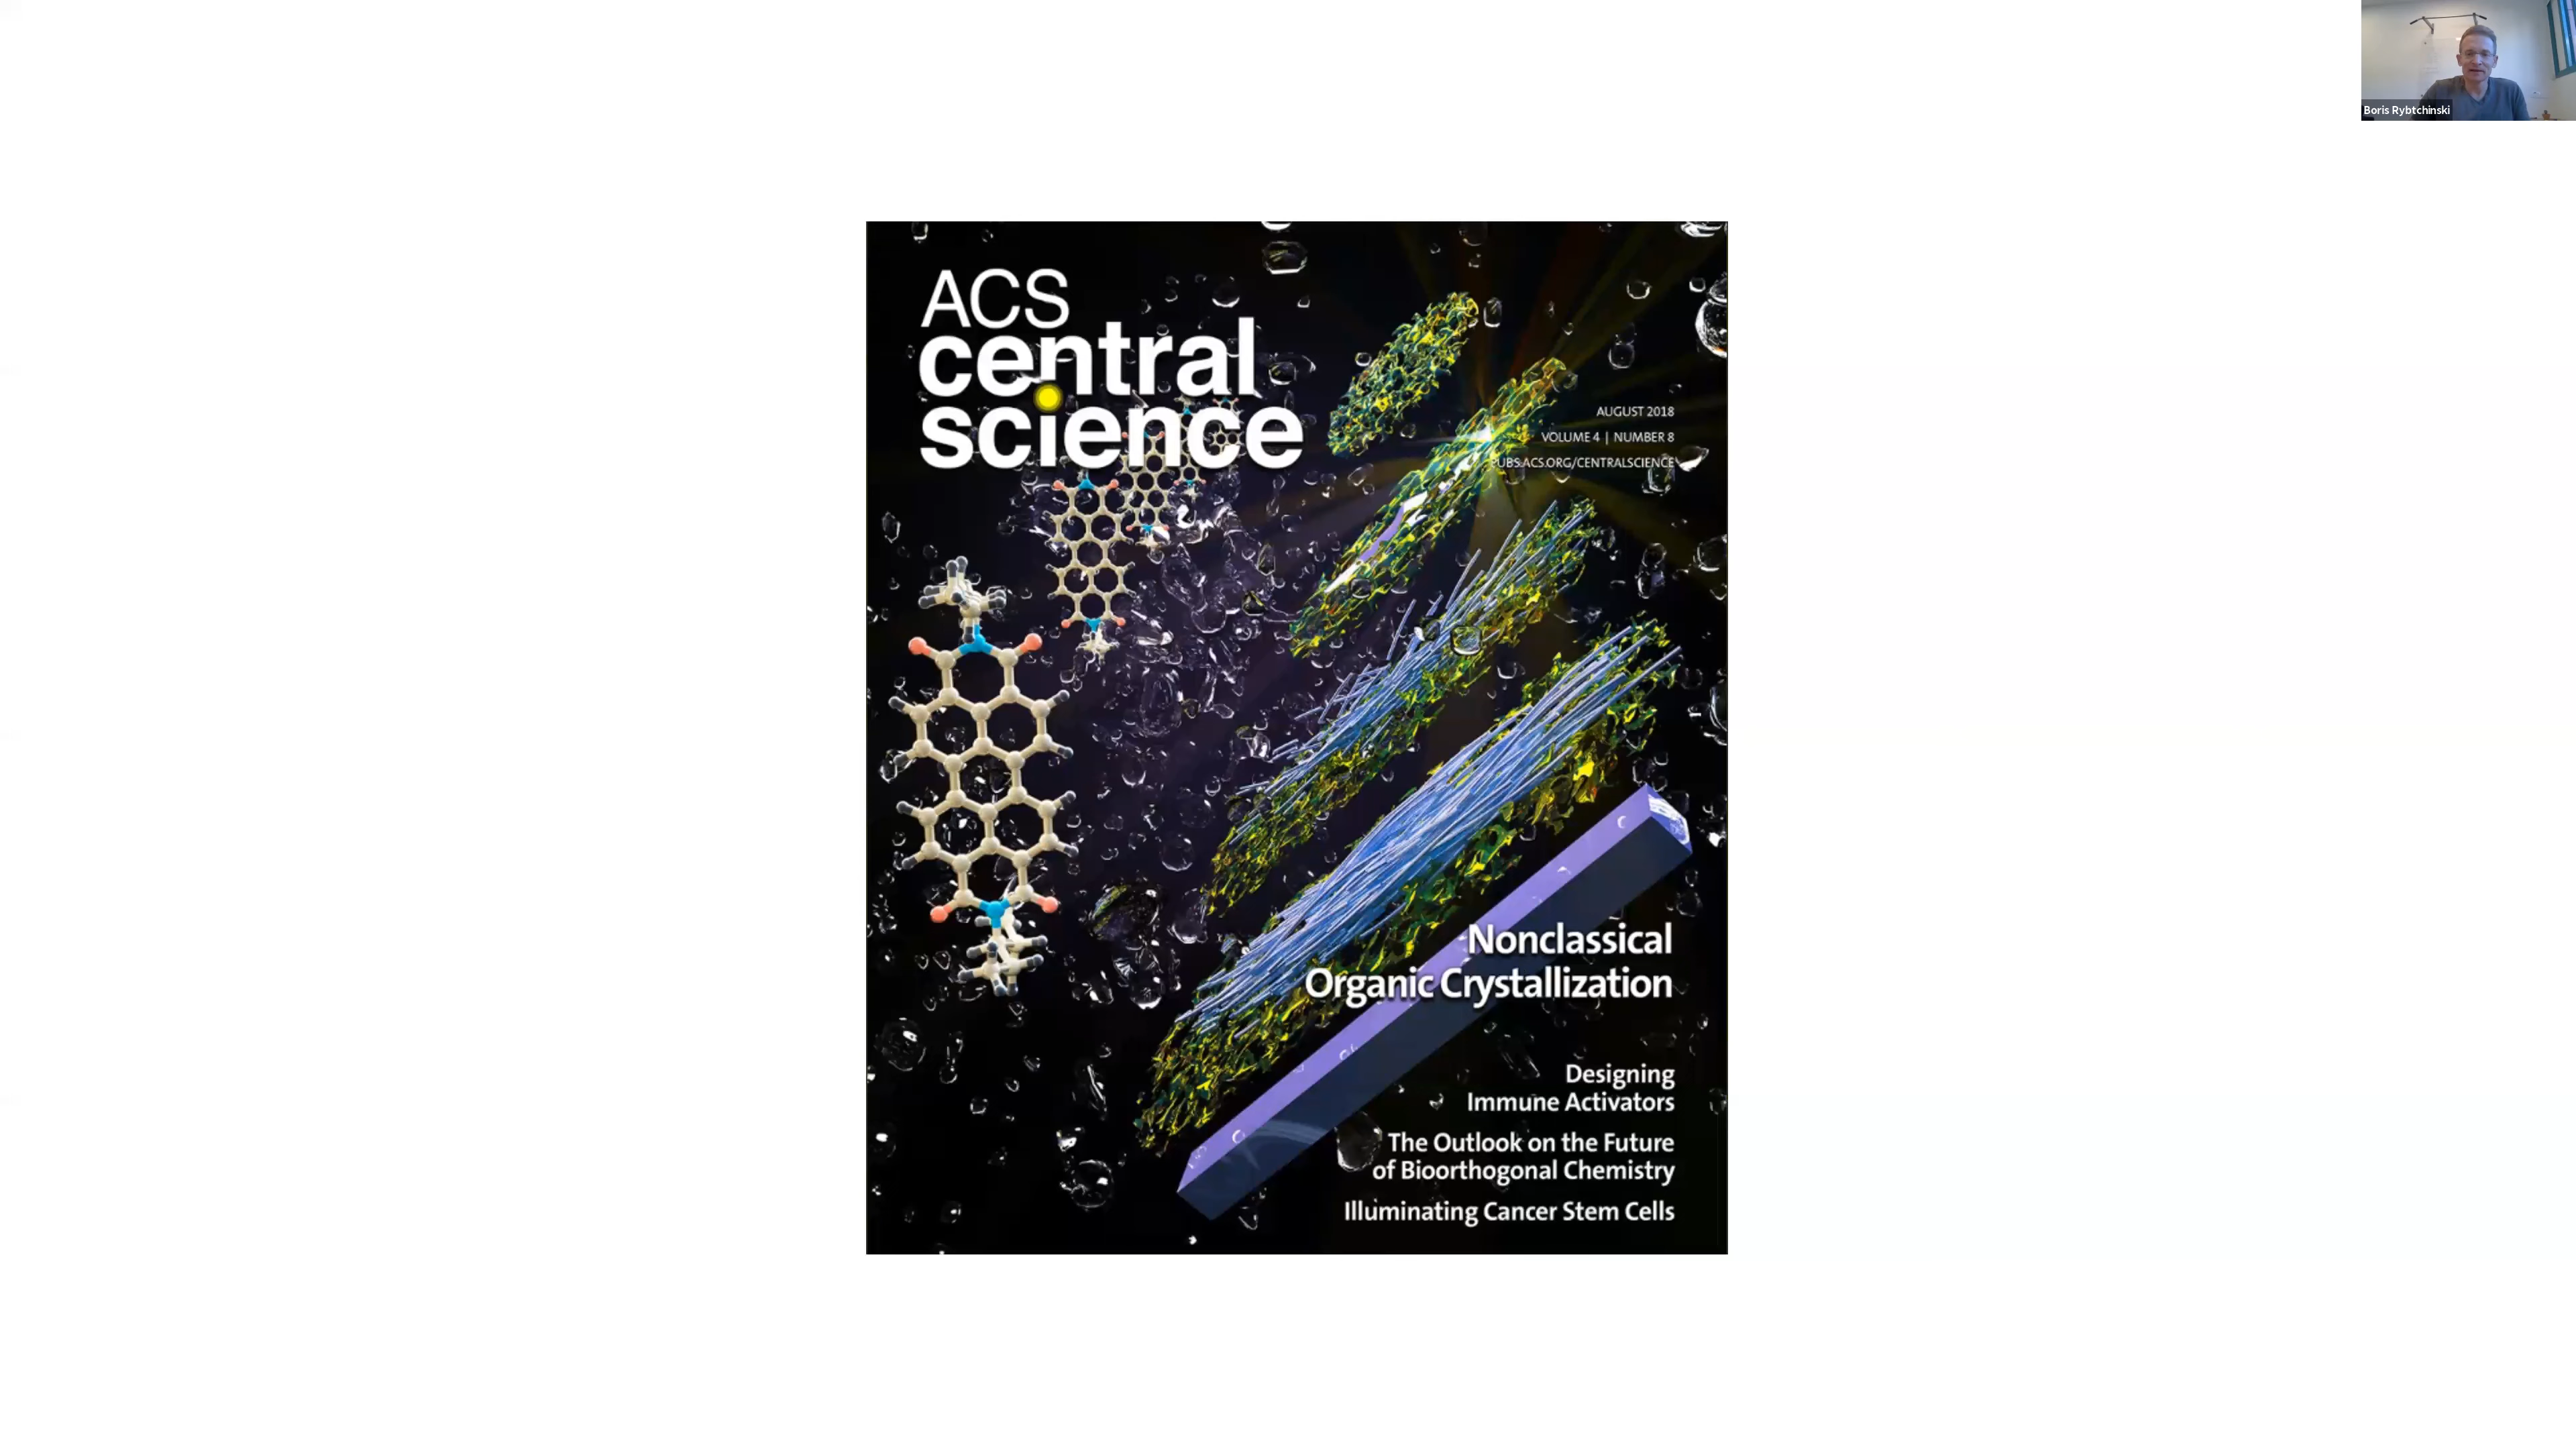 Boris Rybtchinski
ACS
central
science
AUGUST 2018
VOLUME 4 | NUMBER 8
PUBS.ACS.ORG/CENTRALSCIENCE
Nonclassical
Organic Crystallization
Designing
Immune Activators
The Outlook on the Future
of Bioorthogonal Chemistry
Illuminating Cancer Stem Cells